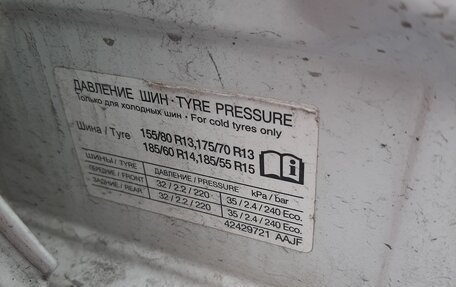 ДАВЛЕНИЕ ШИН · TYRE PRESSURE
Только для холодных шин · For cold tyres only
Шина / Tyre 155/80 R13,175/70 R13
185/60 R14,185/55 R15
ШИНЫ / TYRE ДАВЛЕНИЕ / PRESSURE kPa / bar
ПЕРЕДНИЕ / FRONT 32 / 2.2 / 220 35 / 2.4 / 240 Eco.
ЗАДНИЕ / REAR 32 / 2.2 / 220 35 / 2.4 / 240 Eco.
42429721 AAJF